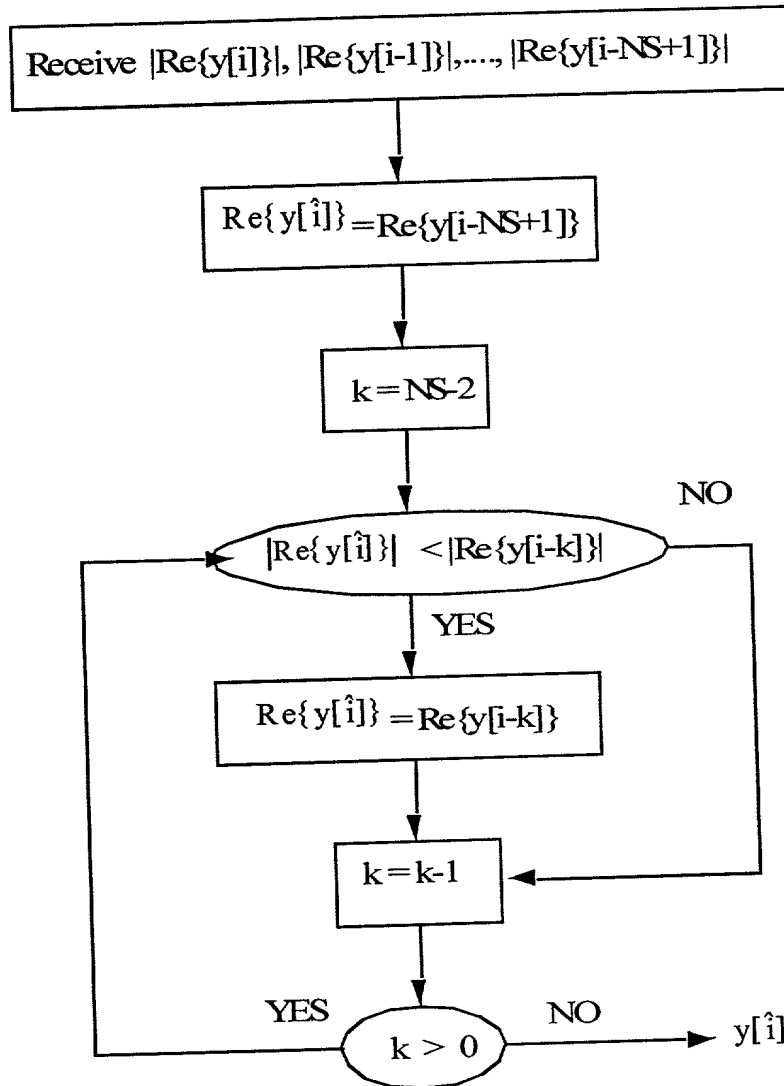 Receive |Re{y[i]}|, |Re{y[i-1]}|,...., |Re{y[i-NS+1]}|
Re{y[î]}=Re{y[i-NS+1]}
k=NS-2
NO
|Re{y[î]}| <|Re{y[i-k]}|
YES
Re{y[î]}=Re{y[i-k]}
k=k-1
YES
NO
k > 0
y[î]